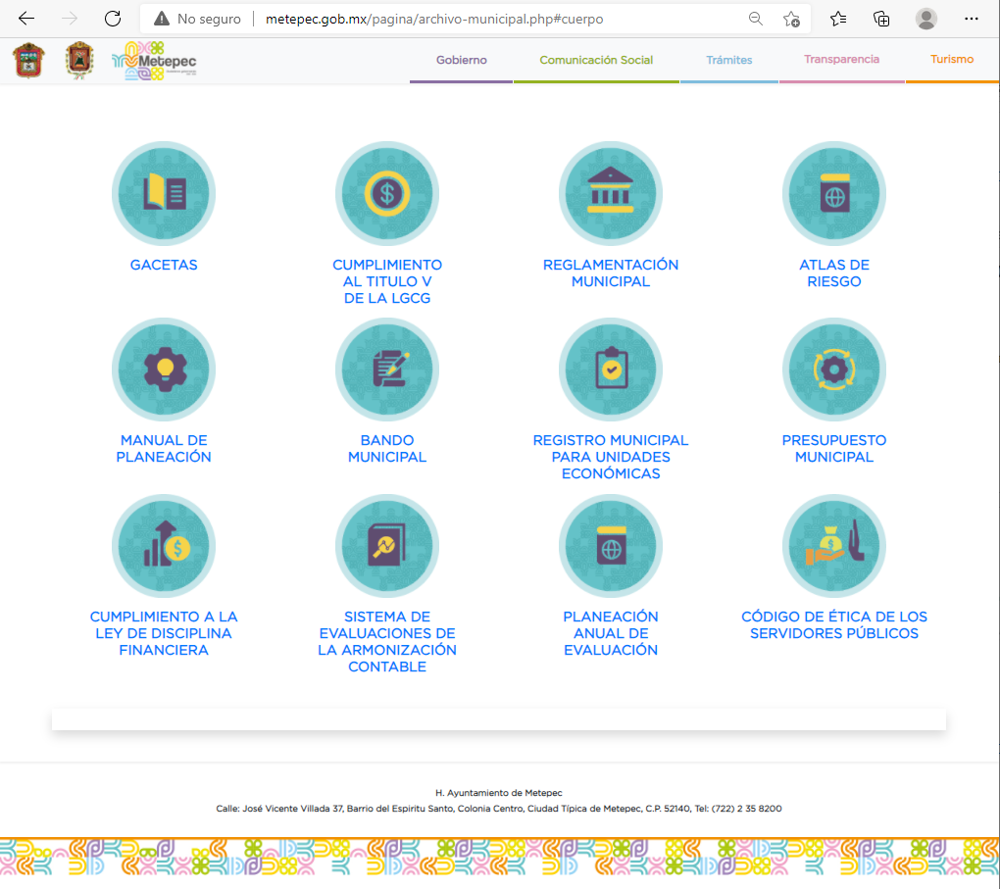 No seguro
metepec.gob.mx/pagina/archivo-municipal.php#cuerpo
Metepec
Gobierno
Comunicación Social
Trámites
Transparencia
Turismo
GACETAS
CUMPLIMIENTO
AL TITULO V
DE LA LGCG
REGLAMENTACIÓN
MUNICIPAL
ATLAS DE
RIESGO
MANUAL DE
PLANEACIÓN
BANDO
MUNICIPAL
REGISTRO MUNICIPAL
PARA UNIDADES
ECONÓMICAS
PRESUPUESTO
MUNICIPAL
CUMPLIMIENTO A LA
LEY DE DISCIPLINA
FINANCIERA
SISTEMA DE
EVALUACIONES DE
LA ARMONIZACIÓN
CONTABLE
PLANEACIÓN
ANUAL DE
EVALUACIÓN
CÓDIGO DE ÉTICA DE LOS
SERVIDORES PÚBLICOS
H. Ayuntamiento de Metepec
Calle: José Vicente Villada 37, Barrio del Espiritu Santo, Colonia Centro, Ciudad Típica de Metepec, C.P. 52140, Tel: (722) 2 35 8200